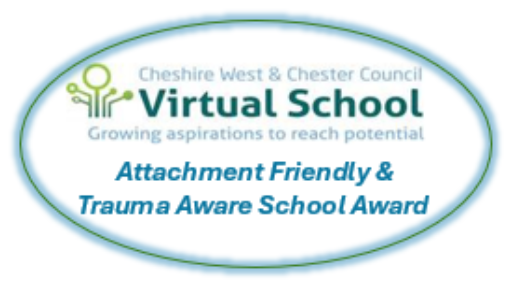 Cheshire West & Chester Council
Virtual School
Growing aspirations to reach potential
Attachment Friendly &
Trauma Aware School Award